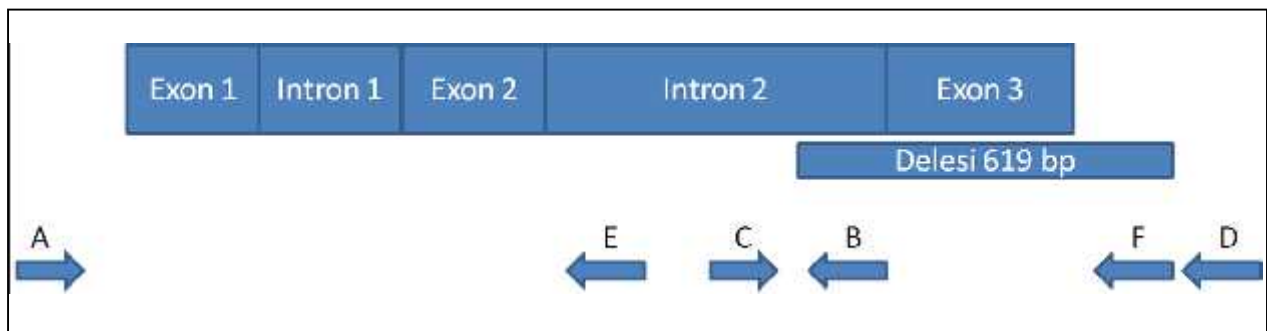 Exon 1 Intron 1 Exon 2 Intron 2 Exon 3
Delesi 619 bp
A E C B F D